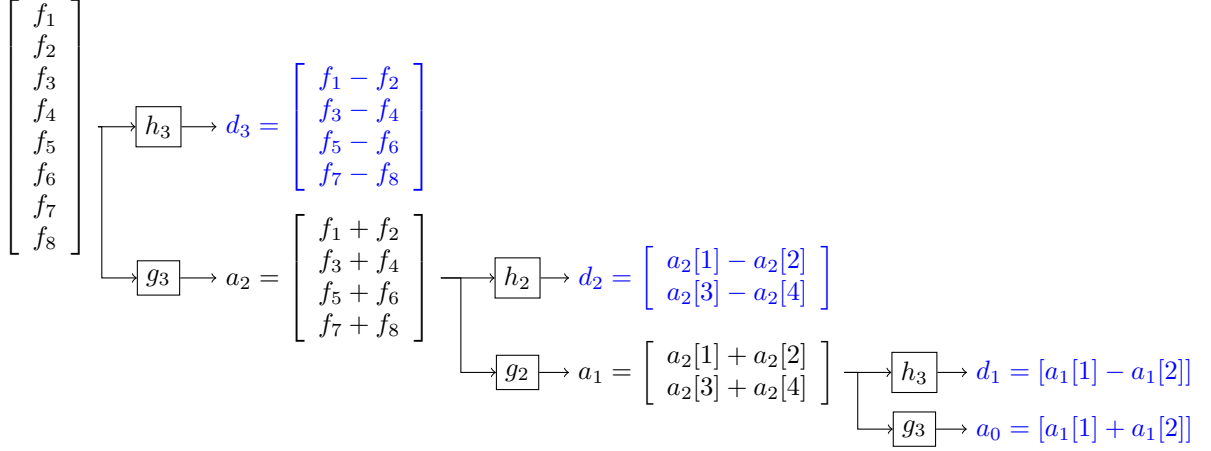 f₁
f₂
f₃
f₄
f₅
f₆
f₇
f₈
h₃
d₃ =
f₁ − f₂
f₃ − f₄
f₅ − f₆
f₇ − f₈
g₃
a₂ =
f₁ + f₂
f₃ + f₄
f₅ + f₆
f₇ + f₈
h₂
d₂ =
a₂[1] − a₂[2]
a₂[3] − a₂[4]
g₂
a₁ =
a₂[1] + a₂[2]
a₂[3] + a₂[4]
h₃
d₁ = [a₁[1] − a₁[2]]
g₃
a₀ = [a₁[1] + a₁[2]]